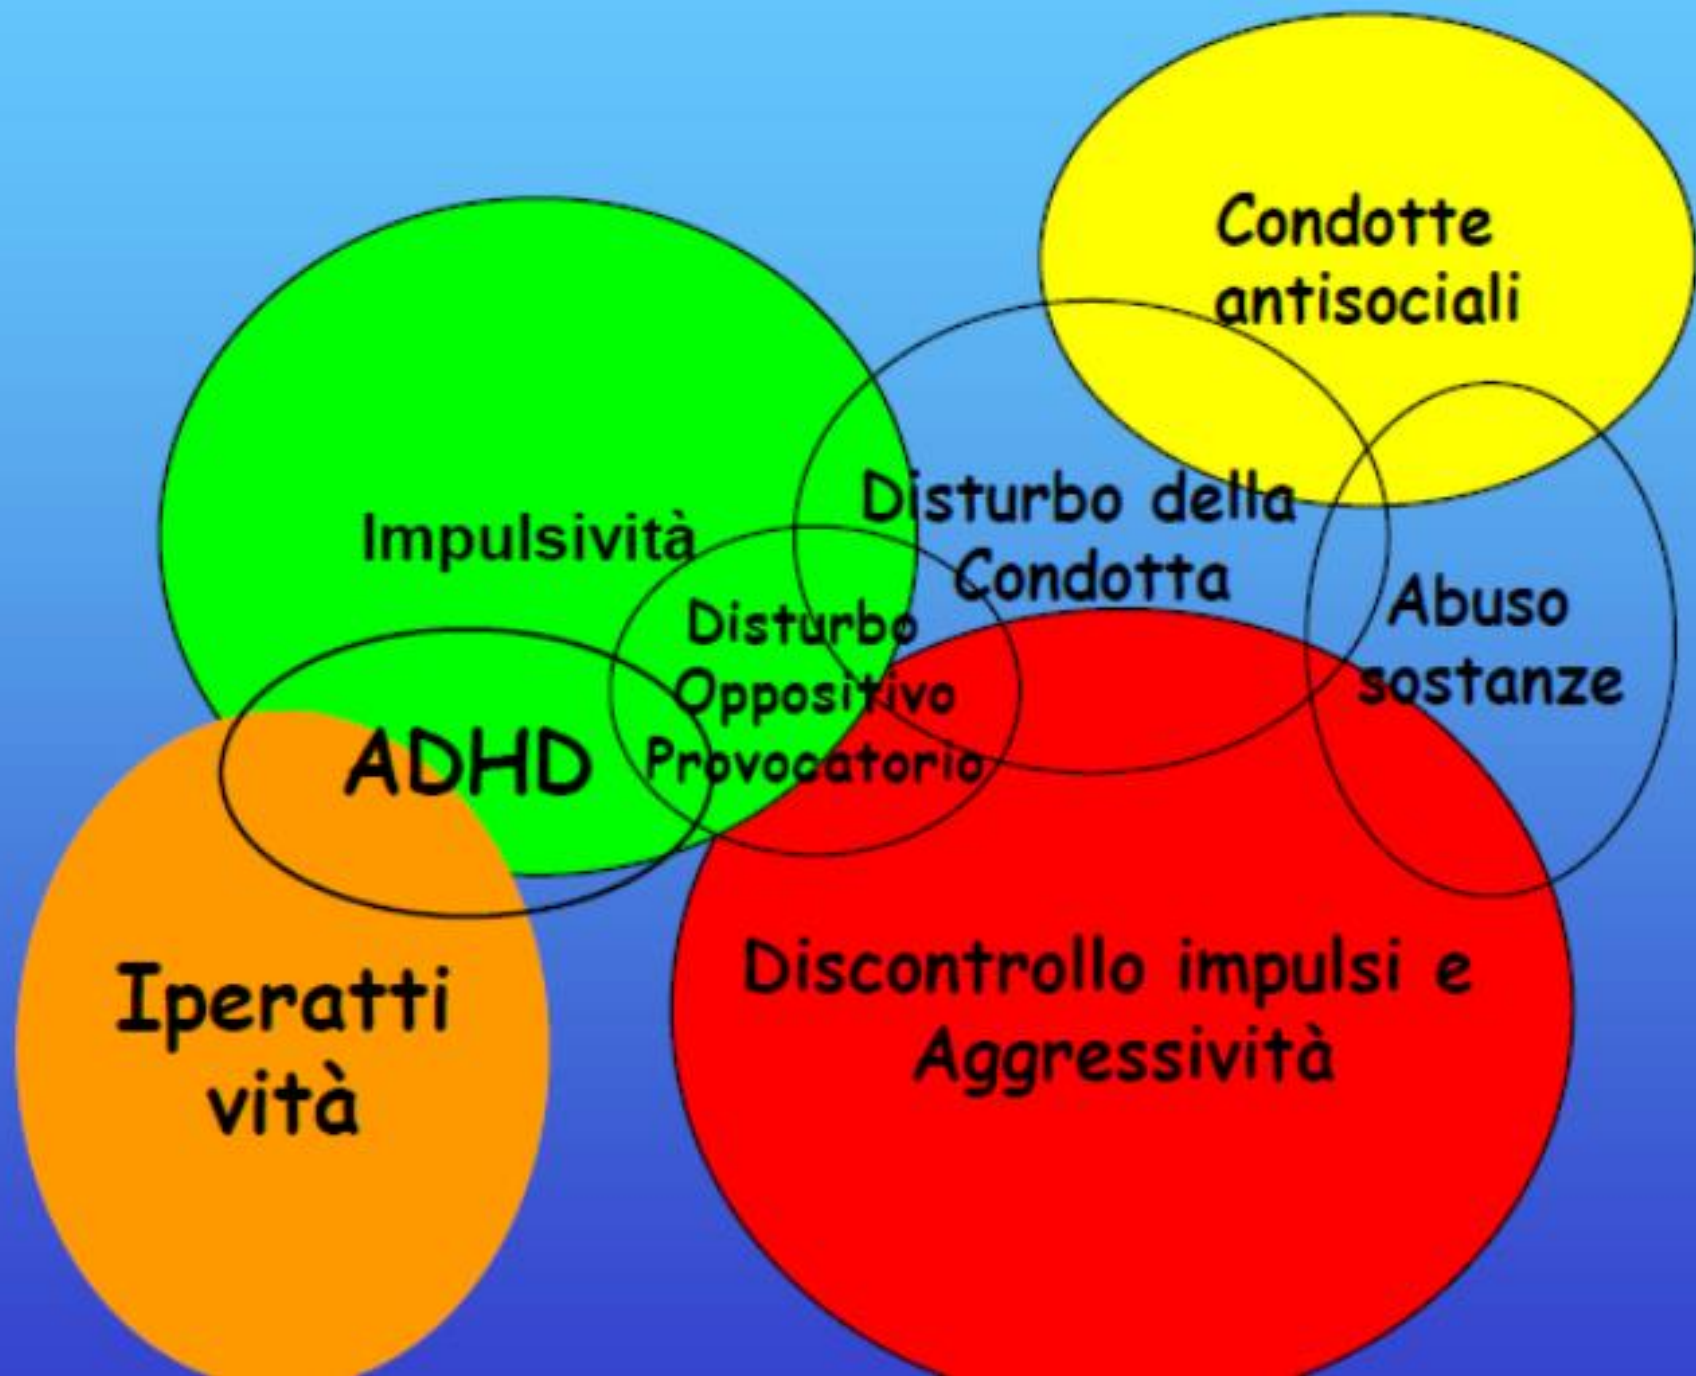 Condotte
antisociali
Impulsività
Disturbo della
Condotta
Abuso
sostanze
Disturbo
Oppositivo
Provocatorio
ADHD
Iperatti
vità
Discontrollo impulsi e
Aggressività